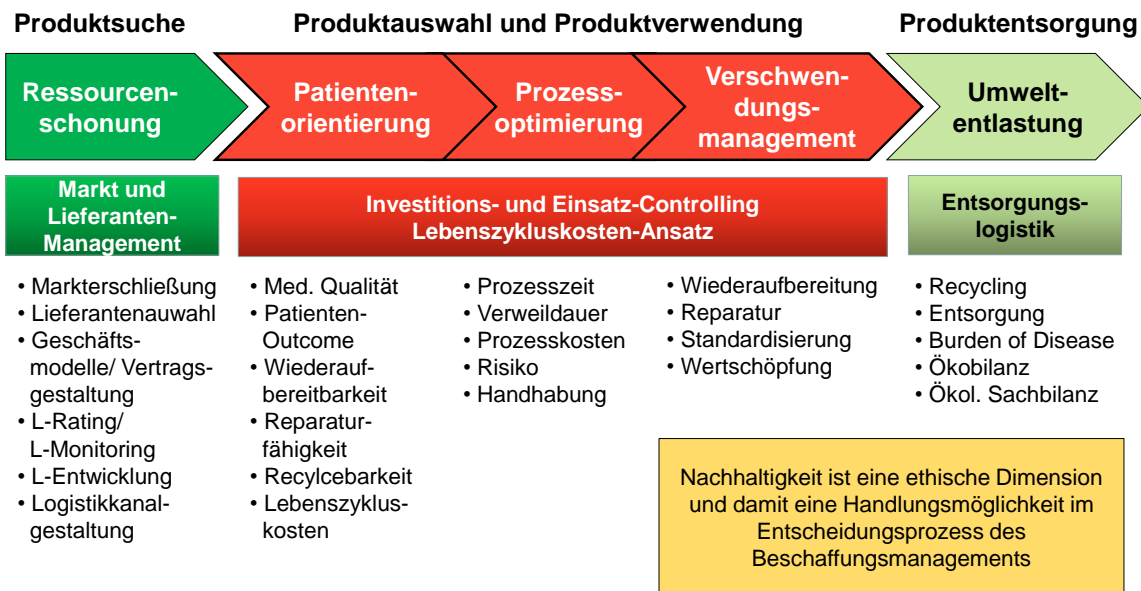 Produktsuche
Produktauswahl und Produktverwendung
Produktentsorgung
Ressourcen-
schonung
Patienten-
orientierung
Prozess-
optimierung
Verschwen-
dungs-
management
Umwelt-
entlastung
Markt und
Lieferanten-
Management
Investitions- und Einsatz-Controlling
Lebenszykluskosten-Ansatz
Entsorgungs-
logistik
• Markterschließung
• Lieferantenauwahl
• Geschäfts-
modelle/ Vertrags-
gestaltung
• L-Rating/
L-Monitoring
• L-Entwicklung
• Logistikkanal-
gestaltung
• Med. Qualität
• Patienten-
Outcome
• Wiederauf-
bereitbarkeit
• Reparatur-
fähigkeit
• Recylcebarkeit
• Lebenszyklus-
kosten
• Prozesszeit
• Verweildauer
• Prozesskosten
• Risiko
• Handhabung
• Wiederaufbereitung
• Reparatur
• Standardisierung
• Wertschöpfung
• Recycling
• Entsorgung
• Burden of Disease
• Ökobilanz
• Ökol. Sachbilanz
Nachhaltigkeit ist eine ethische Dimension
und damit eine Handlungsmöglichkeit im
Entscheidungsprozess des
Beschaffungsmanagements